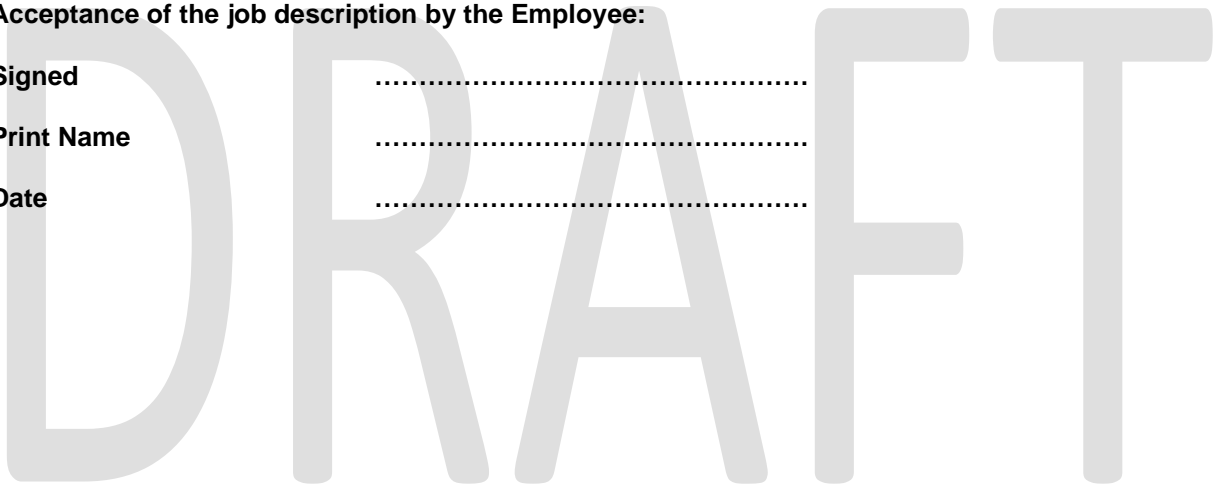 Acceptance of the job description by the Employee:
Signed …………………………………………
Print Name ………………………………………..
Date ……………………………………….
DRAFT